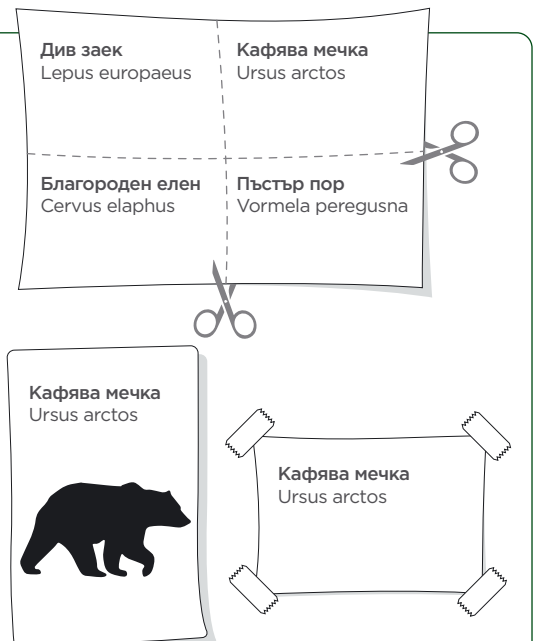 Див заек
Lepus europaeus
Кафява мечка
Ursus arctos
Благороден елен
Cervus elaphus
Пъстър пор
Vormela peregusna
Кафява мечка
Ursus arctos
Кафява мечка
Ursus arctos